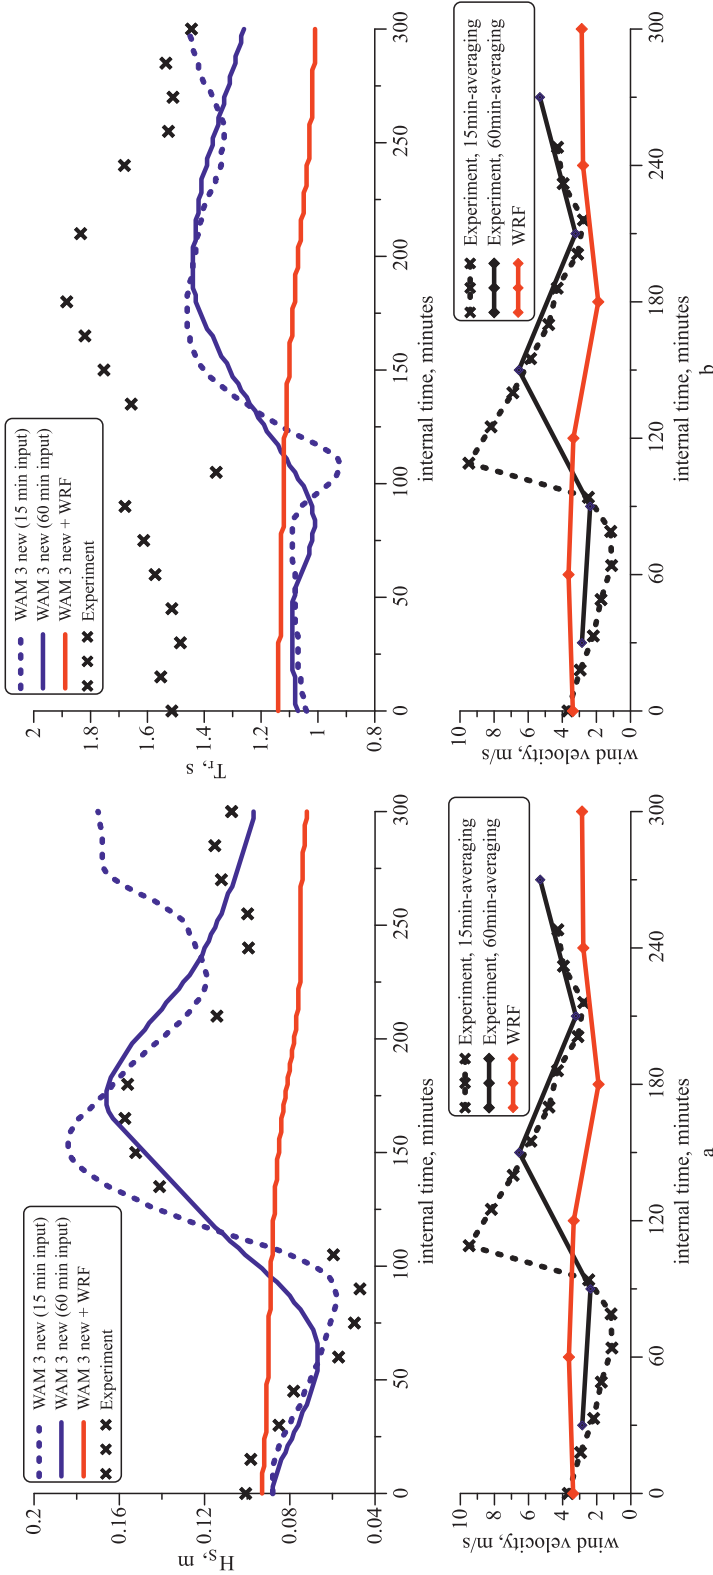 WAM 3 new (15 min input)
WAM 3 new (60 min input)
WAM 3 new + WRF
Experiment
0.2
0.16
0.12
0.08
0.04
H_S, m
0 50 100 150 200 250 300
internal time, minutes
Experiment, 15min-averaging
Experiment, 60min-averaging
WRF
10
8
6
4
2
0
wind velocity, m/s
0 60 120 180 240 300
internal time, minutes
a
WAM 3 new (15 min input)
WAM 3 new (60 min input)
WAM 3 new + WRF
Experiment
2
1.8
1.6
1.4
1.2
1
0.8
T_r, s
0 50 100 150 200 250 300
internal time, minutes
Experiment, 15min-averaging
Experiment, 60min-averaging
WRF
10
8
6
4
2
0
wind velocity, m/s
0 60 120 180 240 300
internal time, minutes
b